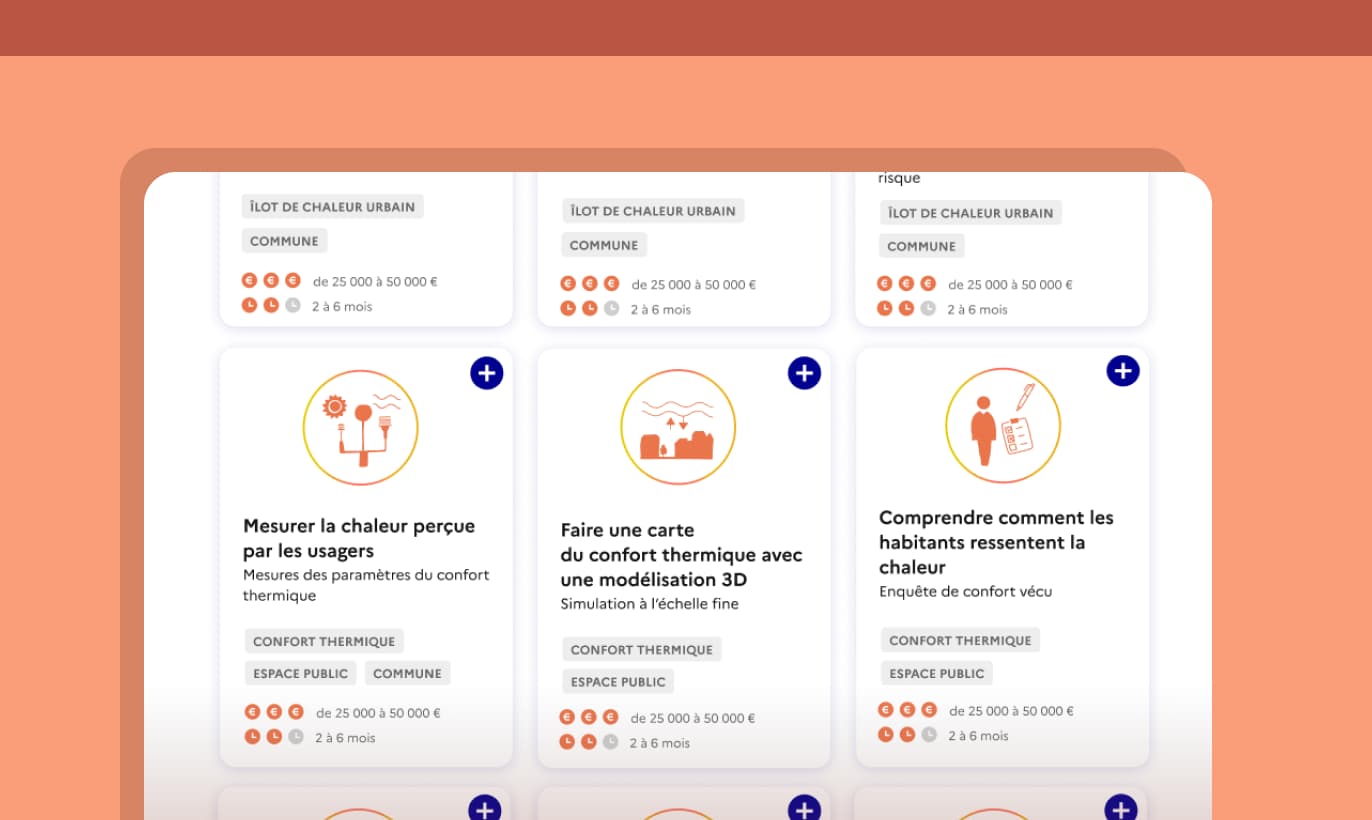 ÎLOT DE CHALEUR URBAIN
COMMUNE
de 25 000 à 50 000 €
2 à 6 mois
ÎLOT DE CHALEUR URBAIN
COMMUNE
de 25 000 à 50 000 €
2 à 6 mois
risque
ÎLOT DE CHALEUR URBAIN
COMMUNE
de 25 000 à 50 000 €
2 à 6 mois
Mesurer la chaleur perçue
par les usagers
Mesures des paramètres du confort
thermique
CONFORT THERMIQUE
ESPACE PUBLIC COMMUNE
de 25 000 à 50 000 €
2 à 6 mois
Faire une carte
du confort thermique avec
une modélisation 3D
Simulation à l’échelle fine
CONFORT THERMIQUE
ESPACE PUBLIC
de 25 000 à 50 000 €
2 à 6 mois
Comprendre comment les
habitants ressentent la
chaleur
Enquête de confort vécu
CONFORT THERMIQUE
ESPACE PUBLIC
de 25 000 à 50 000 €
2 à 6 mois